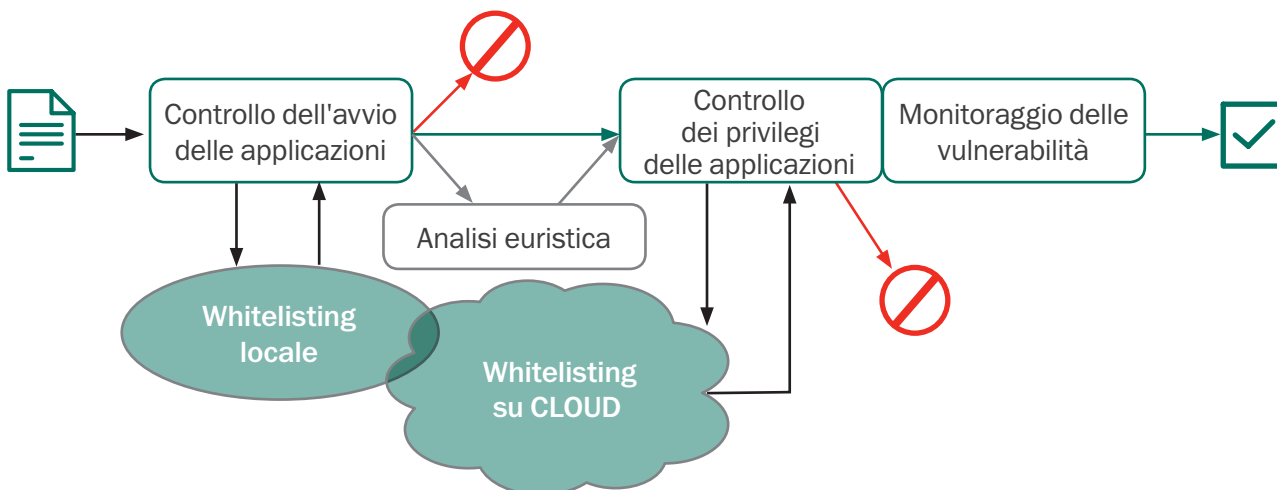 Controllo dell'avvio
delle applicazioni
Controllo
dei privilegi
delle applicazioni
Monitoraggio delle
vulnerabilità
Analisi euristica
Whitelisting
locale
Whitelisting
su CLOUD